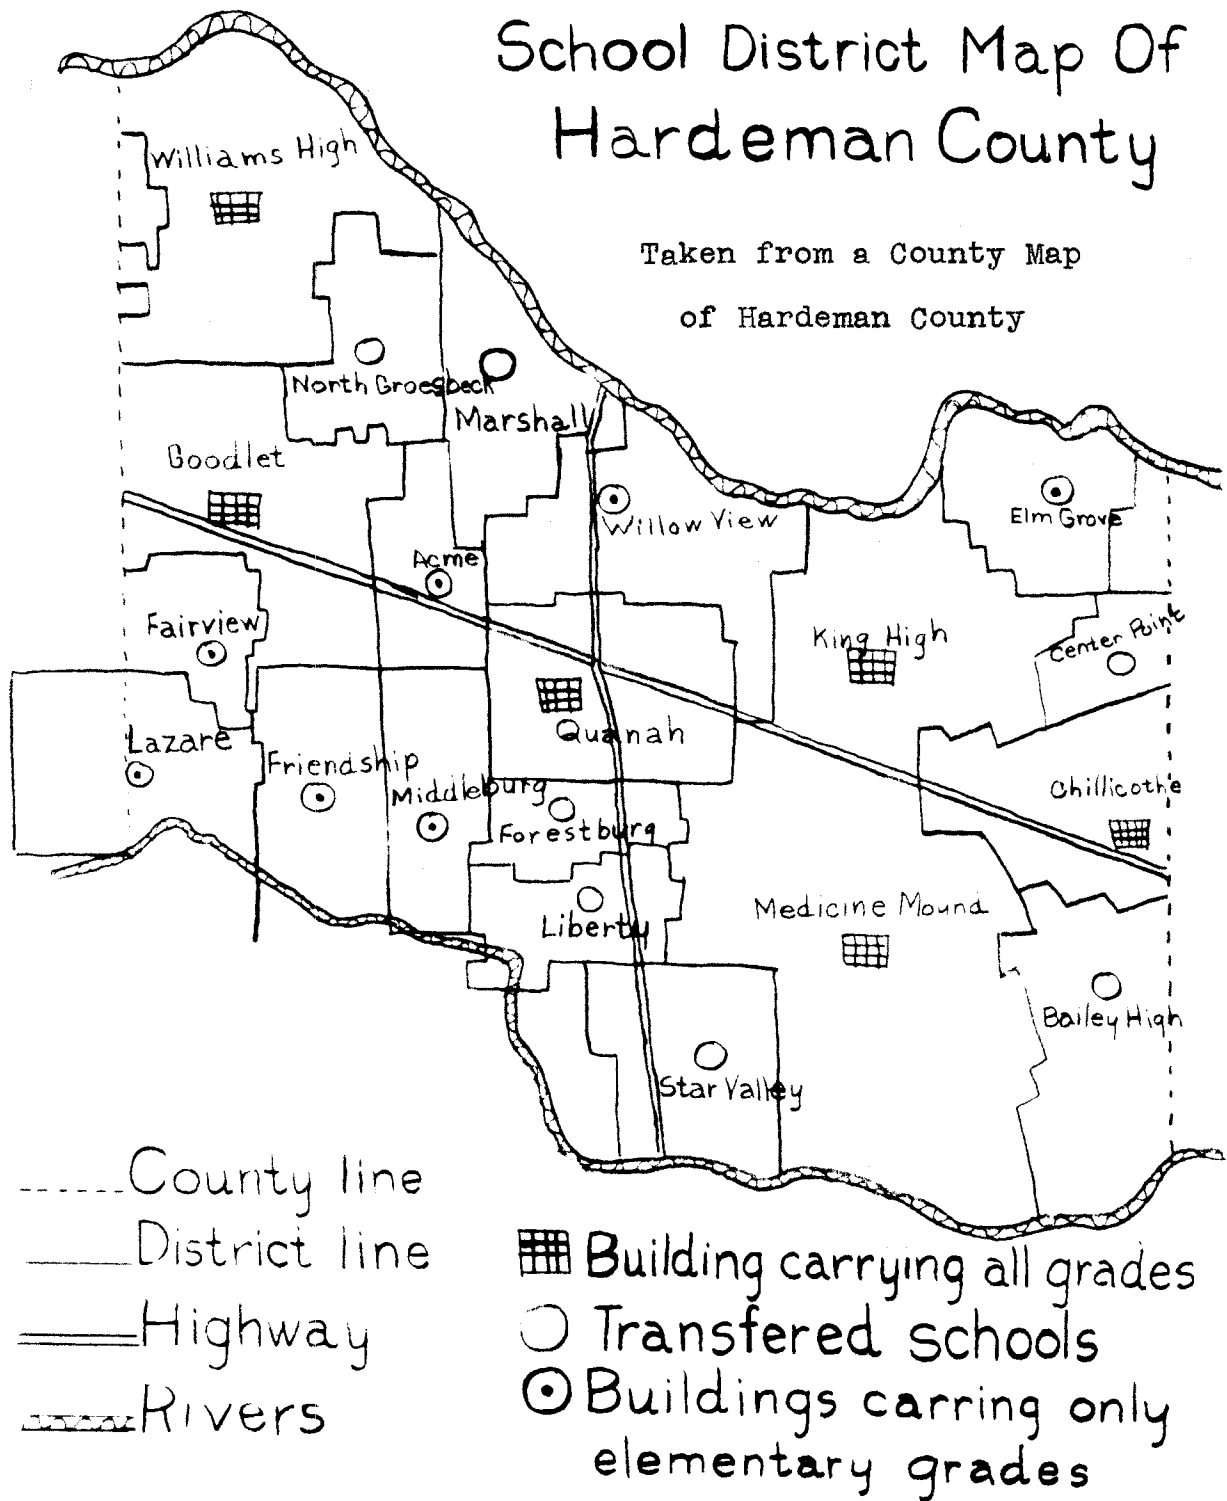 School District Map Of
Hardeman County
Taken from a County Map
of Hardeman County
Williams High
North Groesbeck
Marshall
Goodlet
Willow View
Elm Grove
Acme
Fairview
King High
Center Point
Lazare
Quanah
Friendship
Middleburg
Chillicothe
Forestburg
Liberty
Medicine Mound
Bailey High
Star Valley
County line
District line
Highway
Rivers
Building carrying all grades
Transfered schools
Buildings carring only
elementary grades